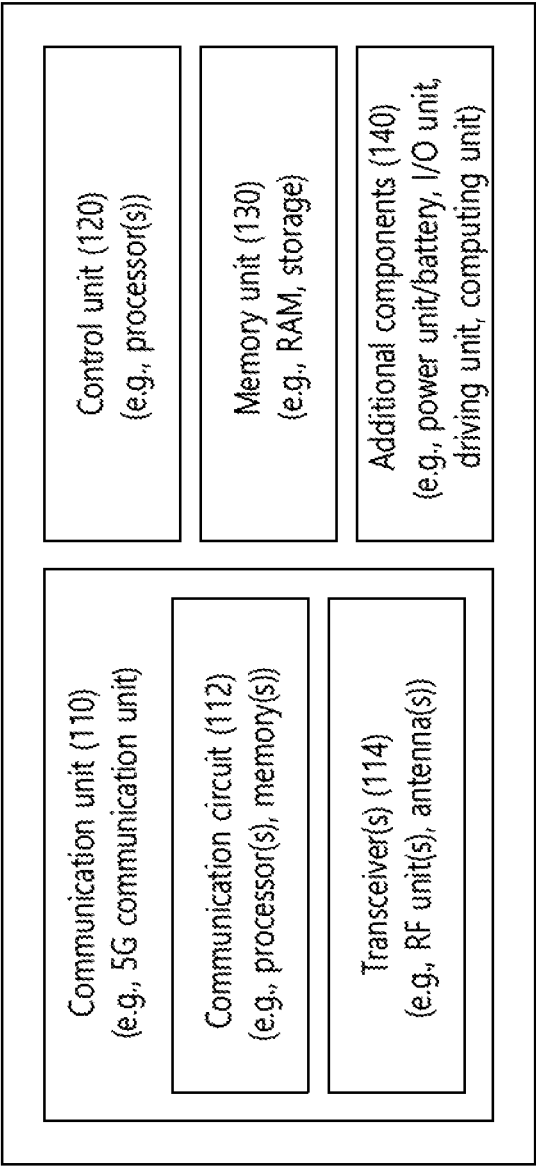 Communication unit (110)
(e.g., 5G communication unit)
Communication circuit (112)
(e.g., processor(s), memory(s))
Transceiver(s) (114)
(e.g., RF unit(s), antenna(s))
Control unit (120)
(e.g., processor(s))
Memory unit (130)
(e.g., RAM, storage)
Additional components (140)
(e.g., power unit/battery, I/O unit,
driving unit, computing unit)